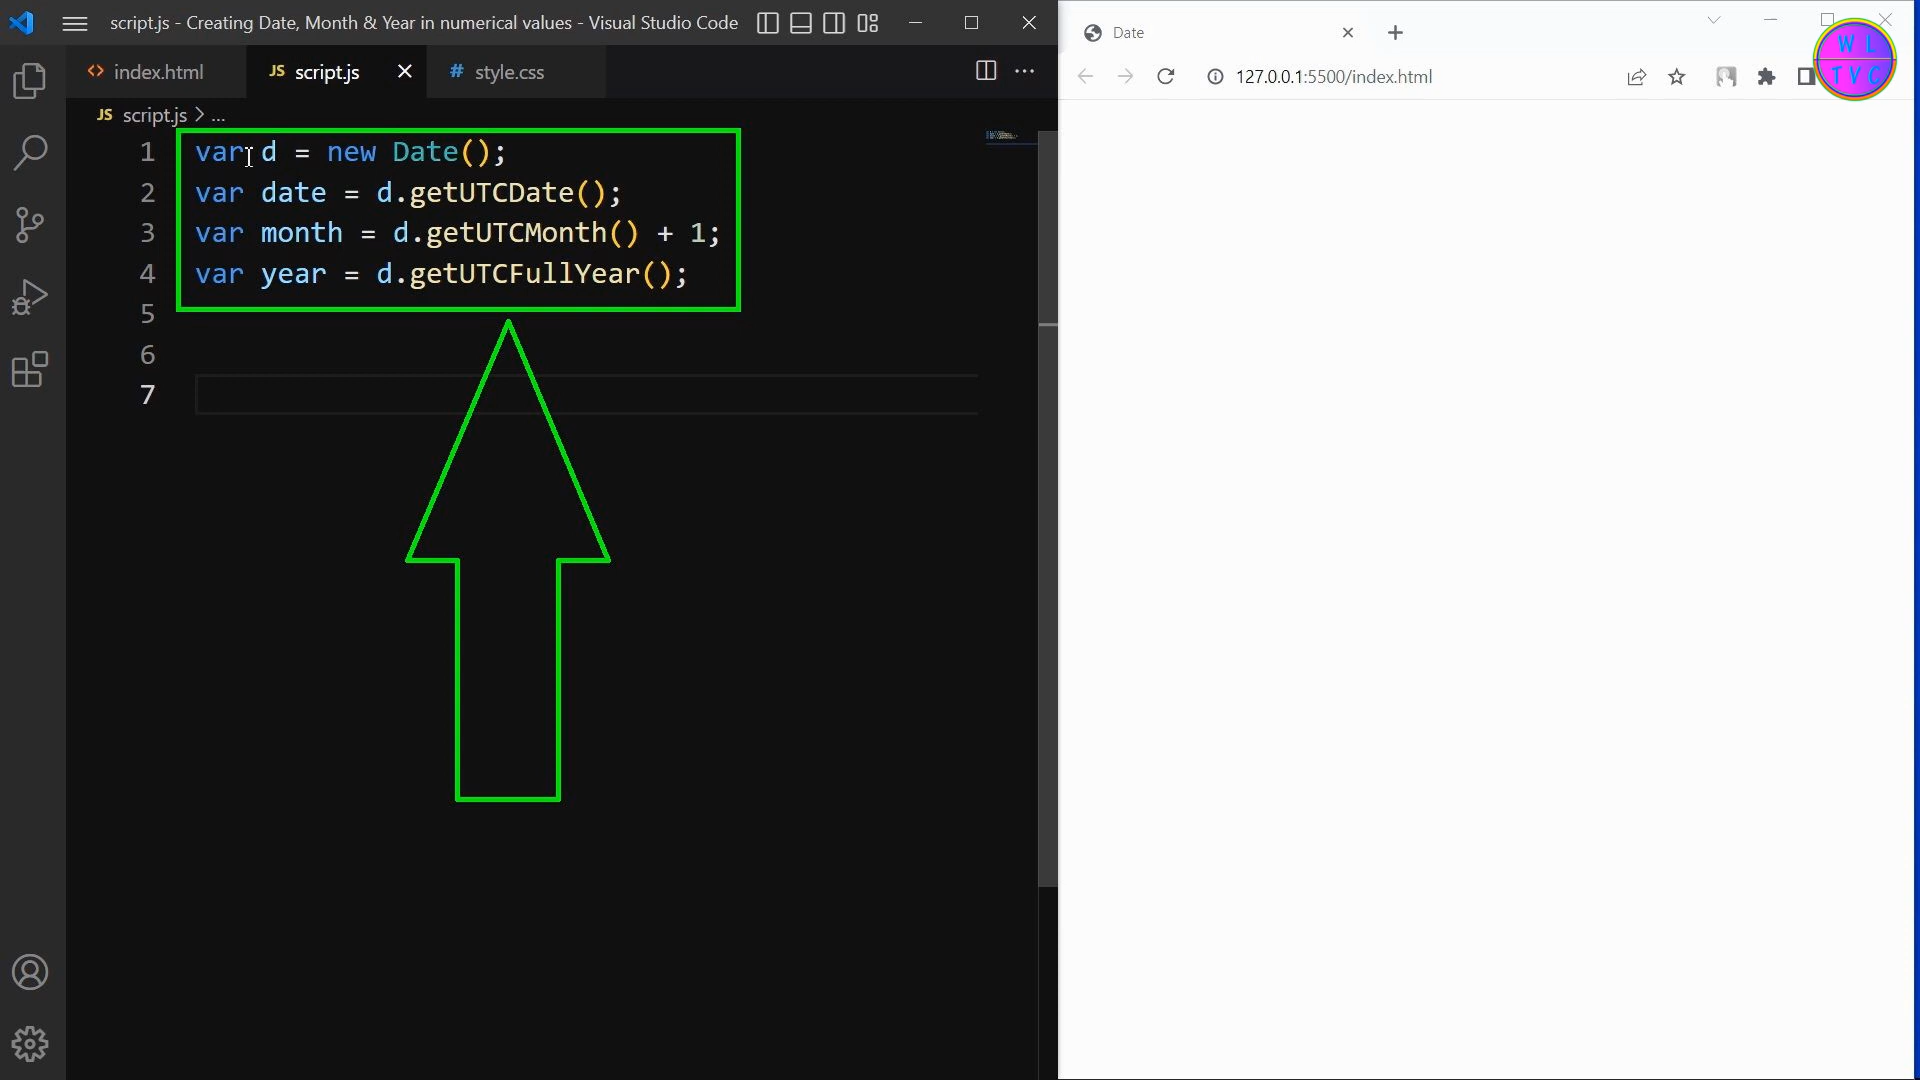 script.js - Creating Date, Month & Year in numerical values - Visual Studio Code
index.html
JS script.js
# style.css
JS script.js > ...
1 var d = new Date();
2 var date = d.getUTCDate();
3 var month = d.getUTCMonth() + 1;
4 var year = d.getUTCFullYear();
5
6
7
Date
127.0.0.1:5500/index.html
W L
T V C